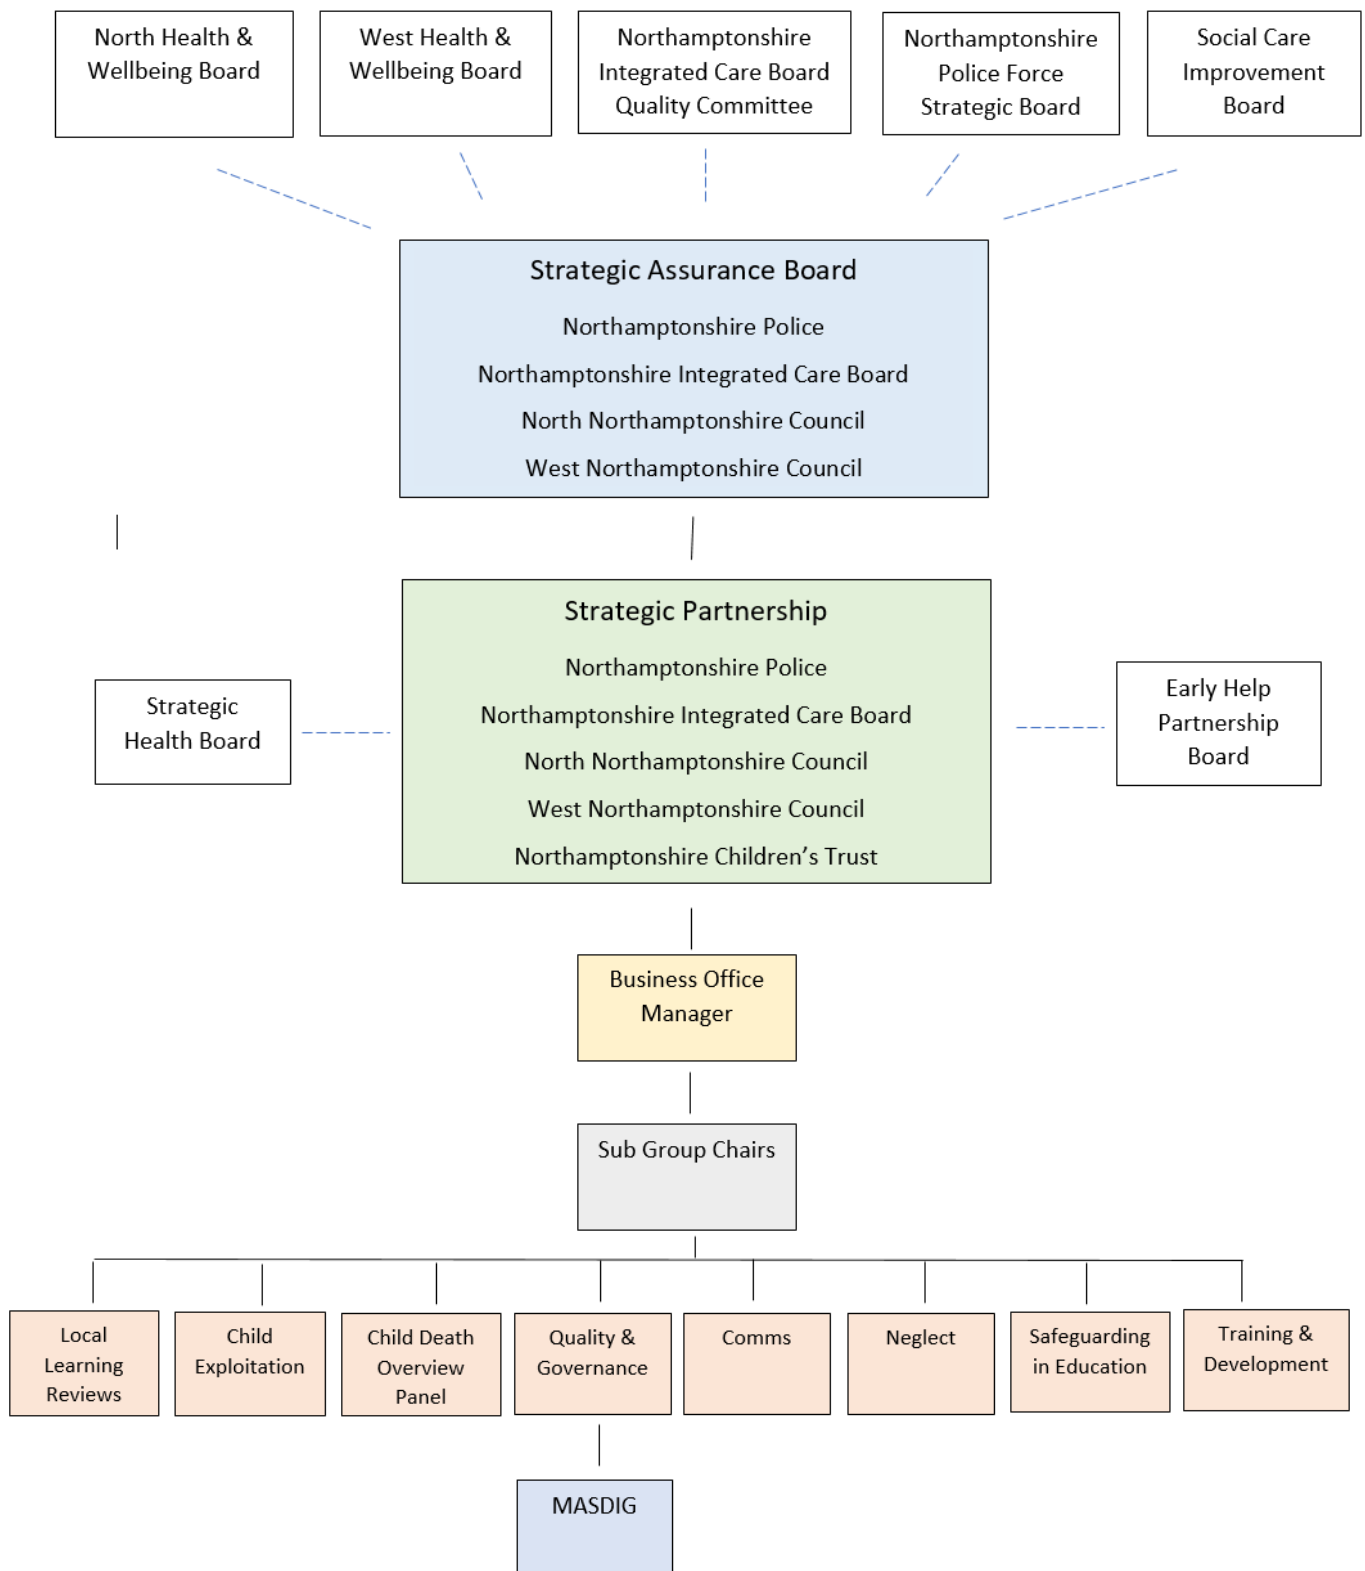 North Health &
Wellbeing Board
West Health &
Wellbeing Board
Northamptonshire
Integrated Care Board
Quality Committee
Northamptonshire
Police Force
Strategic Board
Social Care
Improvement
Board
Strategic Assurance Board
Northamptonshire Police
Northamptonshire Integrated Care Board
North Northamptonshire Council
West Northamptonshire Council
Strategic Partnership
Northamptonshire Police
Northamptonshire Integrated Care Board
North Northamptonshire Council
West Northamptonshire Council
Northamptonshire Children’s Trust
Strategic
Health Board
Early Help
Partnership
Board
Business Office
Manager
Sub Group Chairs
Local
Learning
Reviews
Child
Exploitation
Child Death
Overview
Panel
Quality &
Governance
Comms
Neglect
Safeguarding
in Education
Training &
Development
MASDIG